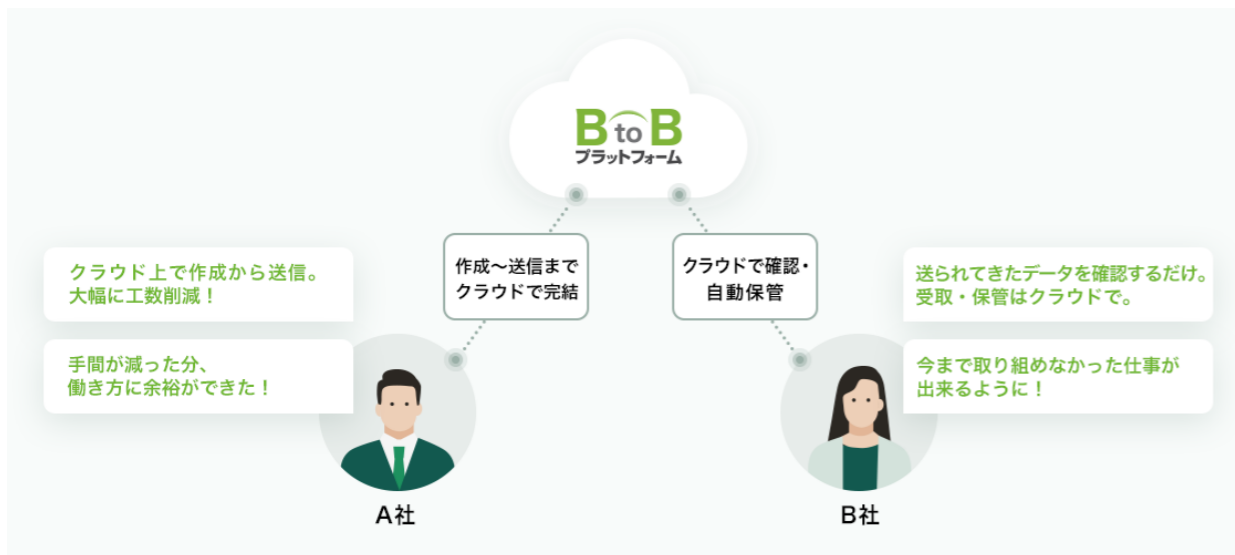 BtoB
プラットフォーム
作成～送信まで
クラウドで完結
クラウドで確認・
自動保管
クラウド上で作成から送信。
大幅に工数削減！
手間が減った分、
働き方に余裕ができた！
送られてきたデータを確認するだけ。
受取・保管はクラウドで。
今まで取り組めなかった仕事が
出来るように！
A社
B社